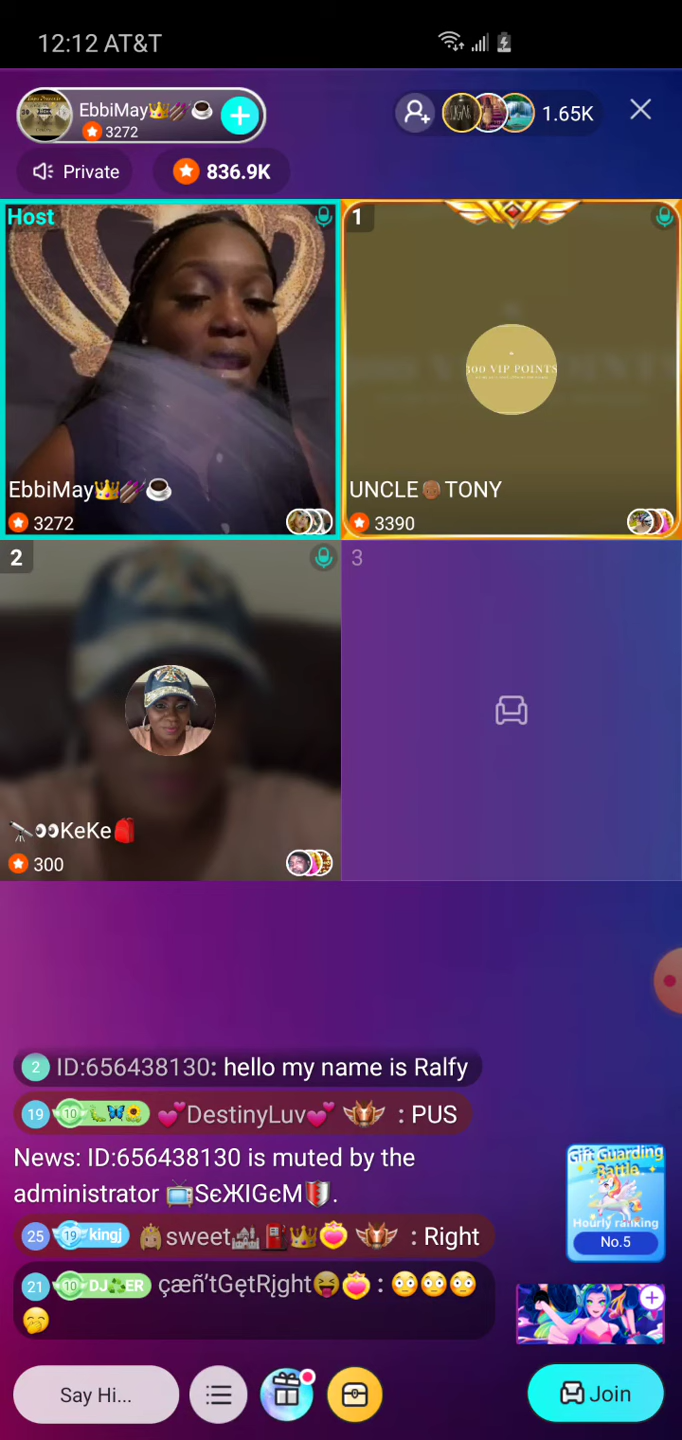 12:12 AT&T
EbbiMay👑💅🏾☕
3272
1.65K
Private
836.9K
Host
1
300 VIP POINTS
EbbiMay👑💅🏾☕
3272
UNCLE👴🏾TONY
3390
2
3
🔭👀KeKe🎒
300
2 ID:656438130: hello my name is Ralfy
19 10 🐛🦋🌻 💕DestinyLuv💕 : PUS
News: ID:656438130 is muted by the
administrator 📺SєЖIGєM.
25 19 kingj 👸🏼sweet🏰⛽👑 : Right
21 10 DJ☘ER çæñ'tGętRįght😝 : 😳😳😳
🤭
Gift Guarding
Battle
Hourly ranking
No.5
Say Hi...
Join